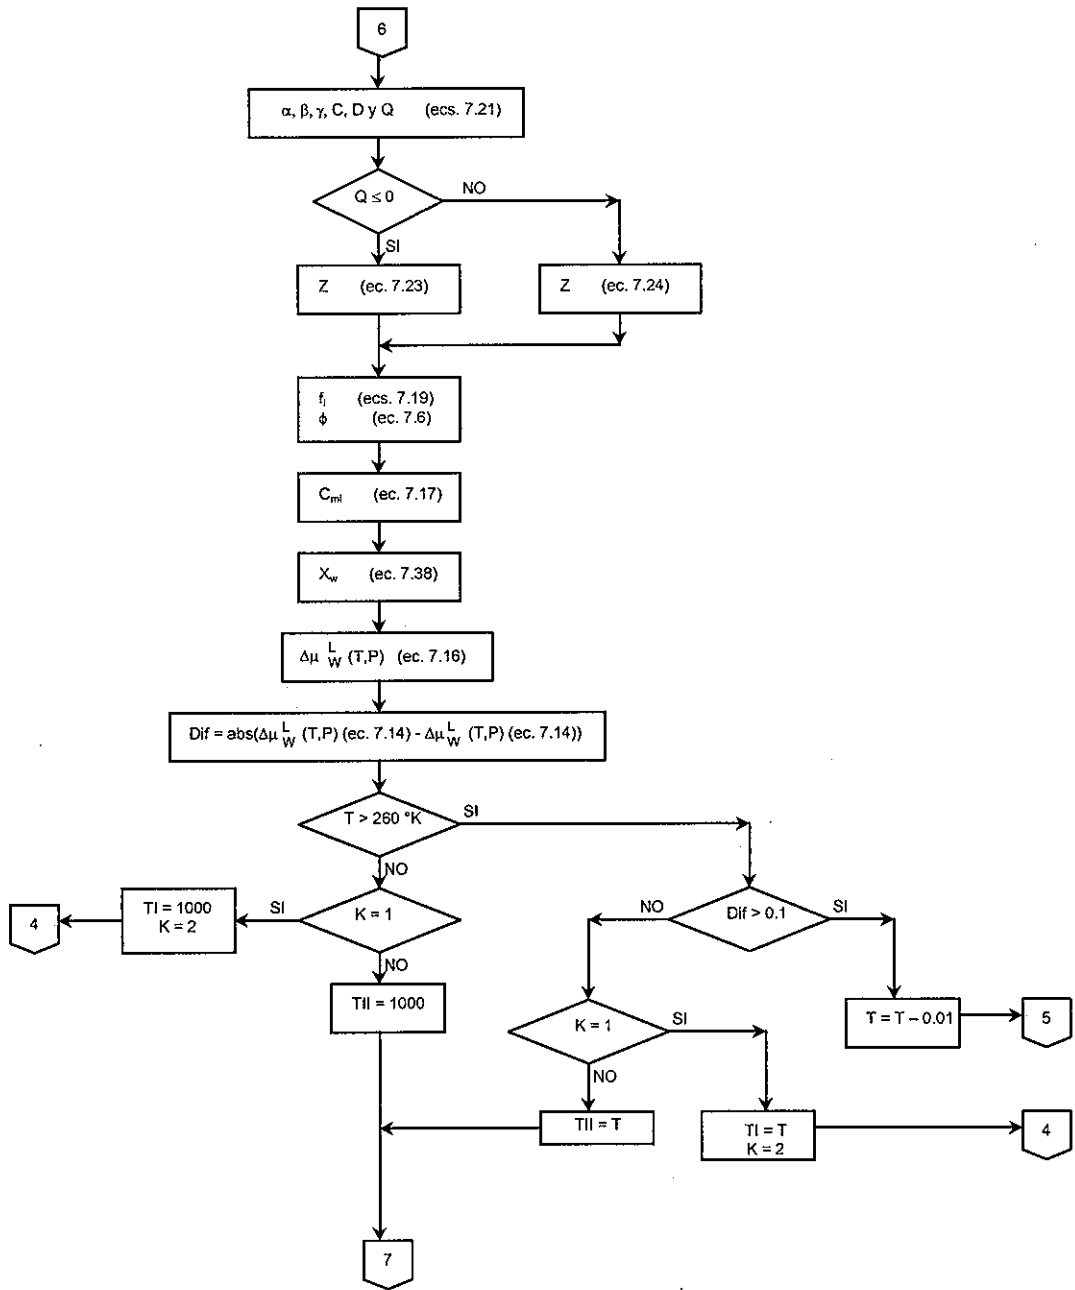 6
α, β, γ, C, D y Q (ecs. 7.21)
Q ≤ 0
NO
SI
Z (ec. 7.23)
Z (ec. 7.24)
fᵢ (ecs. 7.19)
ϕ (ec. 7.6)
Cₘᵢ (ec. 7.17)
X_w (ec. 7.38)
Δμ L W (T,P) (ec. 7.16)
Dif = abs(Δμ L W (T,P) (ec. 7.14) - Δμ L W (T,P) (ec. 7.14))
T > 260 °K
SI
NO
4
TI = 1000
K = 2
SI
K = 1
NO
Dif > 0.1
SI
NO
TII = 1000
K = 1
SI
T = T – 0.01
5
NO
TII = T
TI = T
K = 2
4
7